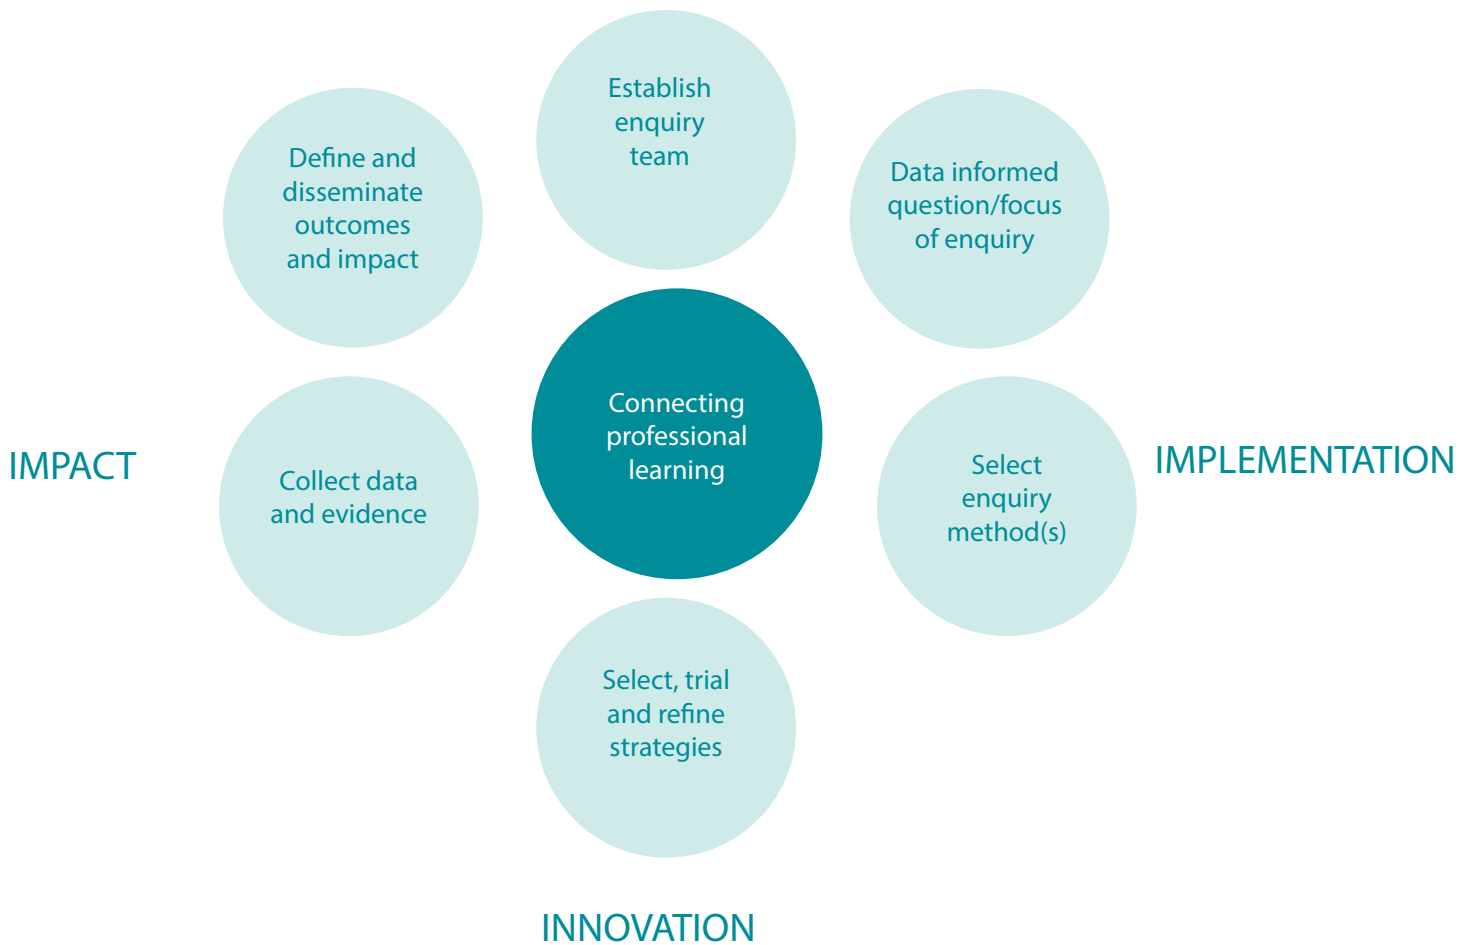 Establish
enquiry
team
Data informed
question/focus
of enquiry
Select
enquiry
method(s)
Select, trial
and refine
strategies
Collect data
and evidence
Define and
disseminate
outcomes
and impact
Connecting
professional
learning
IMPACT
IMPLEMENTATION
INNOVATION